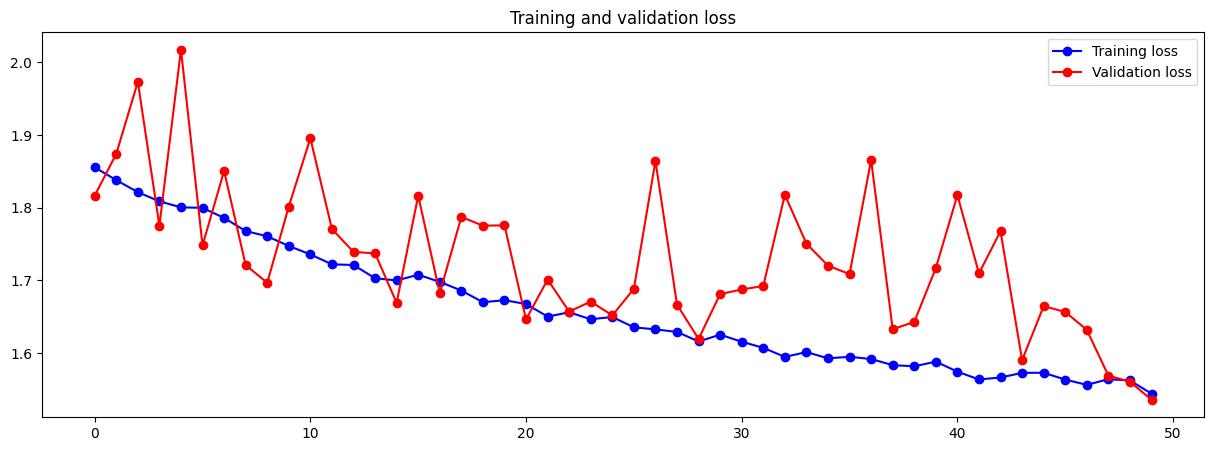 Training and validation loss
Training loss
Validation loss
2.0
1.9
1.8
1.7
1.6
0 10 20 30 40 50